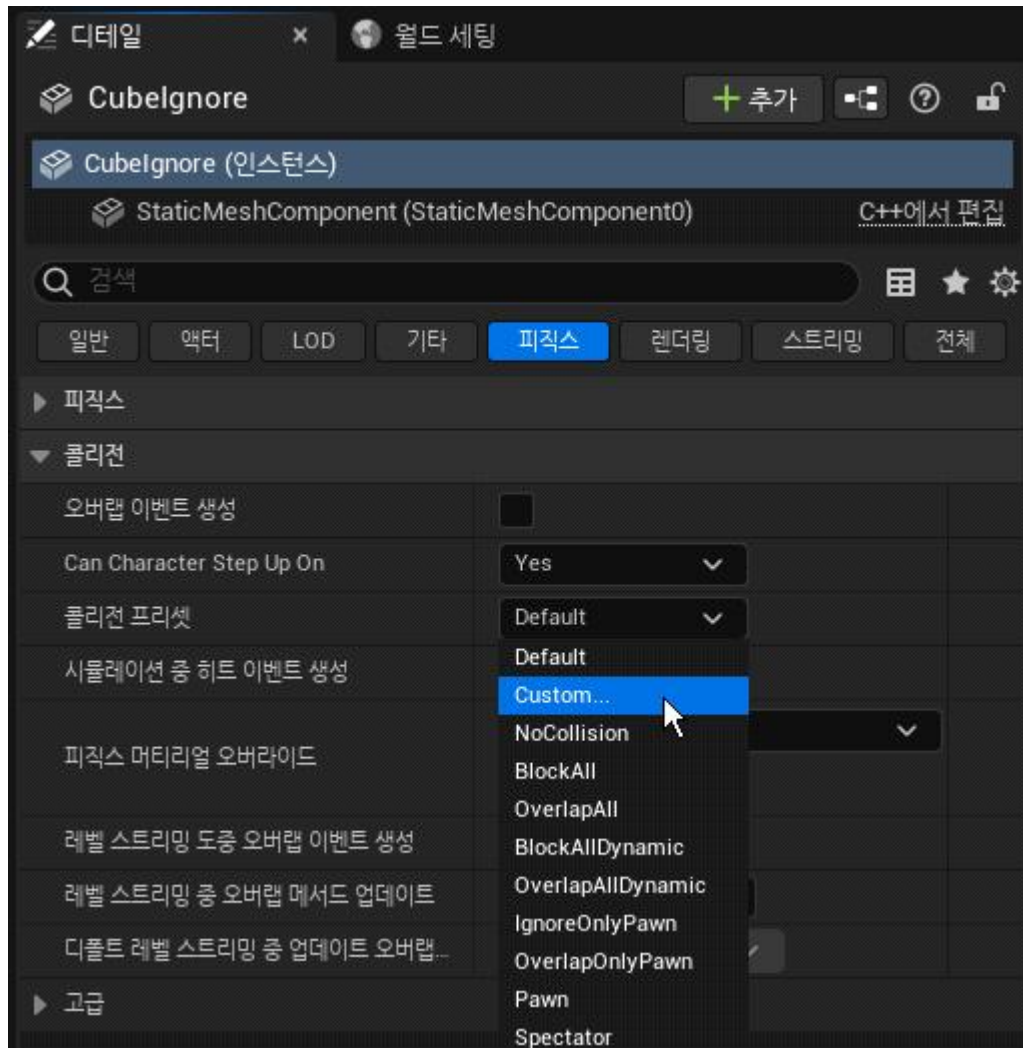 디테일
월드 세팅
CubeIgnore
추가
CubeIgnore (인스턴스)
StaticMeshComponent (StaticMeshComponent0)
C++에서 편집
검색
일반
액터
LOD
기타
피직스
렌더링
스트리밍
전체
피직스
콜리전
오버랩 이벤트 생성
Can Character Step Up On
Yes
콜리전 프리셋
Default
시뮬레이션 중 히트 이벤트 생성
피직스 머티리얼 오버라이드
레벨 스트리밍 도중 오버랩 이벤트 생성
레벨 스트리밍 중 오버랩 메서드 업데이트
디폴트 레벨 스트리밍 중 업데이트 오버랩...
고급
Default
Custom...
NoCollision
BlockAll
OverlapAll
BlockAllDynamic
OverlapAllDynamic
IgnoreOnlyPawn
OverlapOnlyPawn
Pawn
Spectator